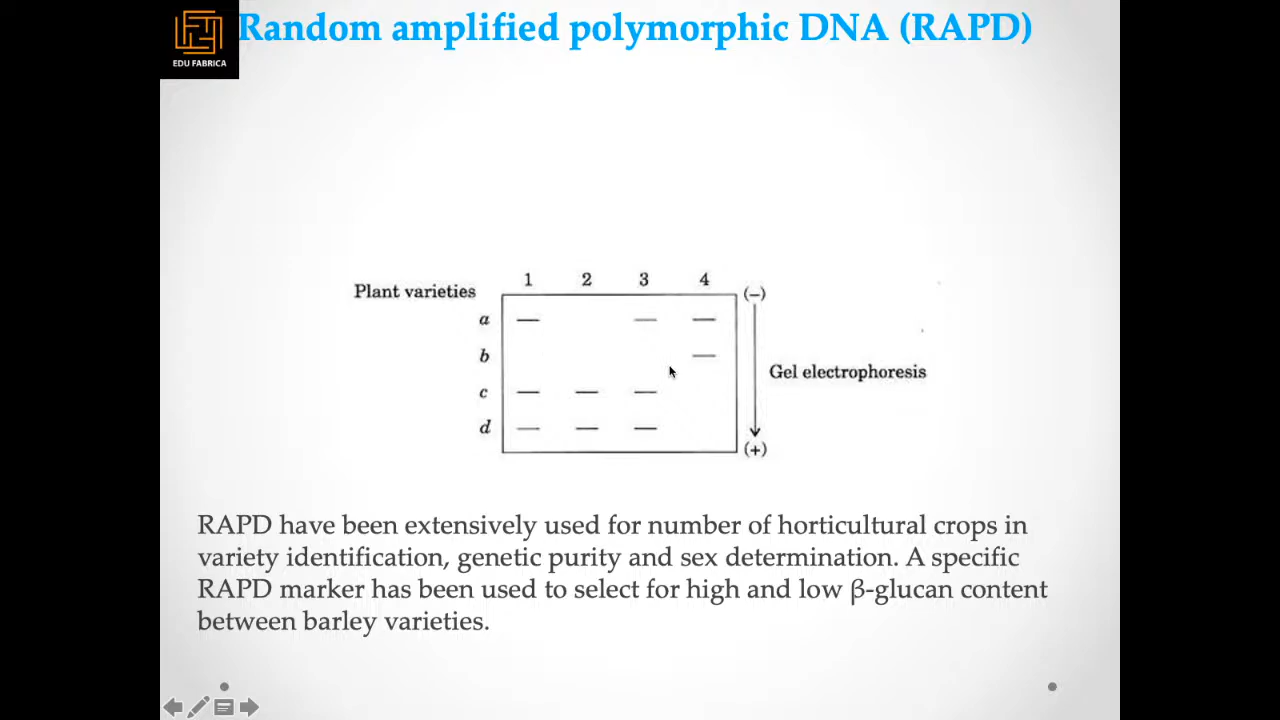 Random amplified polymorphic DNA (RAPD)
EDU FABRICA
1 2 3 4
Plant varieties
(–)
a
b
Gel electrophoresis
c
d
(+)
RAPD have been extensively used for number of horticultural crops in
variety identification, genetic purity and sex determination. A specific
RAPD marker has been used to select for high and low β-glucan content
between barley varieties.